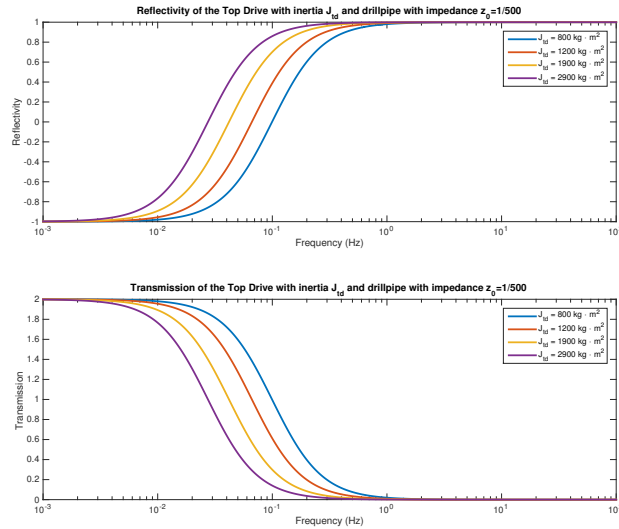 Reflectivity of the Top Drive with inertia J_td and drillpipe with impedance z_0=1/500
1
0.8
0.6
0.4
0.2
0
-0.2
-0.4
-0.6
-0.8
-1
Reflectivity
J_td = 800 kg · m^2
J_td = 1200 kg · m^2
J_td = 1900 kg · m^2
J_td = 2900 kg · m^2
10^-3 10^-2 10^-1 10^0 10^1 10
Frequency (Hz)
Transmission of the Top Drive with inertia J_td and drillpipe with impedance z_0=1/500
2
1.8
1.6
1.4
1.2
1
0.8
0.6
0.4
0.2
0
Transmission
J_td = 800 kg · m^2
J_td = 1200 kg · m^2
J_td = 1900 kg · m^2
J_td = 2900 kg · m^2
10^-3 10^-2 10^-1 10^0 10^1 10
Frequency (Hz)